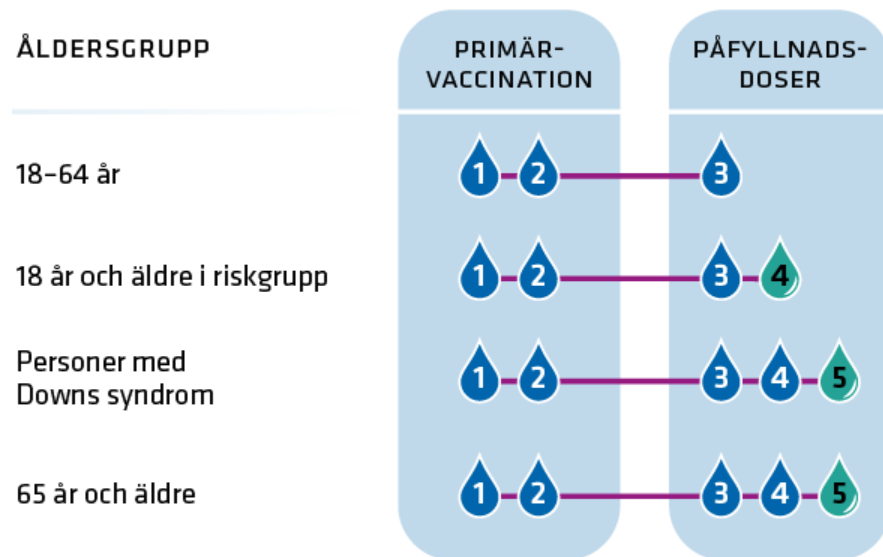 ÅLDERSGRUPP
PRIMÄR-
VACCINATION
PÅFYLLNADS-
DOSER
18–64 år
1 2 3
18 år och äldre i riskgrupp
1 2 3 4
Personer med
Downs syndrom
1 2 3 4 5
65 år och äldre
1 2 3 4 5